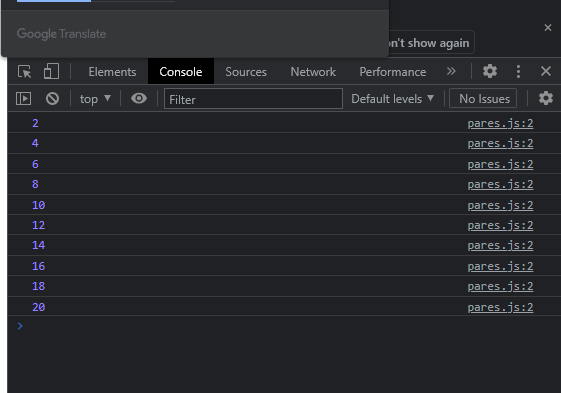 Google Translate
on't show again
Elements Console Sources Network Performance
top Filter Default levels No Issues
2 pares.js:2
4 pares.js:2
6 pares.js:2
8 pares.js:2
10 pares.js:2
12 pares.js:2
14 pares.js:2
16 pares.js:2
18 pares.js:2
20 pares.js:2